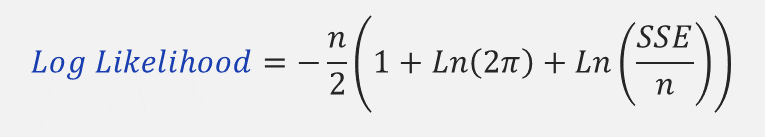 Log Likelihood = −n/2(1 + Ln(2π) + Ln(SSE/n))